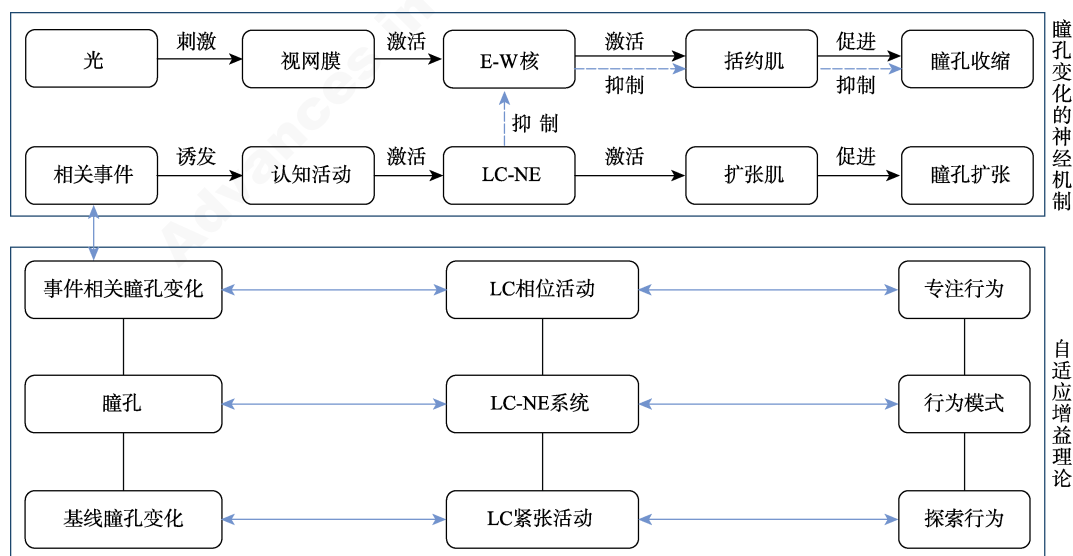 刺激 激活 激活 促进
光 视网膜 E-W核 括约肌 瞳孔收缩
抑制 抑制
抑 制
诱发 激活 激活 促进
相关事件 认知活动 LC-NE 扩张肌 瞳孔扩张
瞳孔变化的神经机制
事件相关瞳孔变化 LC相位活动 专注行为
瞳孔 LC-NE系统 行为模式
基线瞳孔变化 LC紧张活动 探索行为
自适应增益理论
Advances in